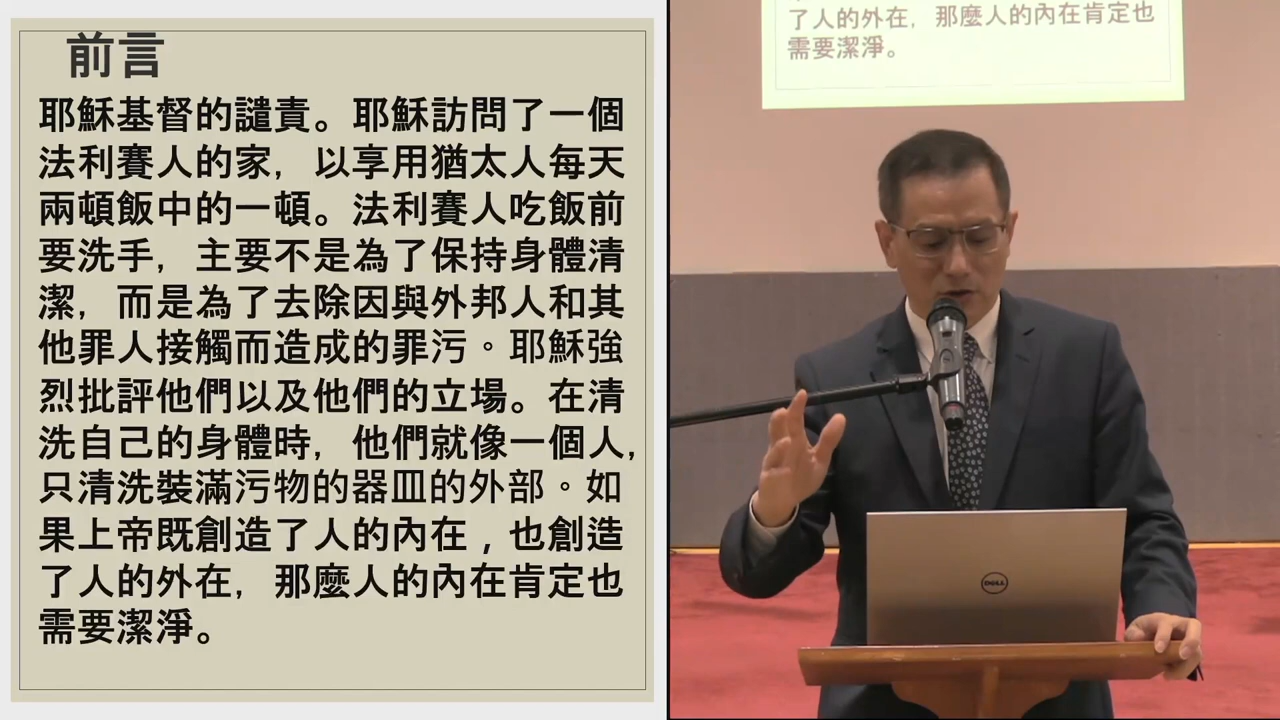 前言
耶穌基督的譴責。耶穌訪問了一個
法利賽人的家，以享用猶太人每天
兩頓飯中的一頓。法利賽人吃飯前
要洗手，主要不是為了保持身體清
潔，而是為了去除因與外邦人和其
他罪人接觸而造成的罪污。耶穌強
烈批評他們以及他們的立場。在清
洗自己的身體時，他們就像一個人，
只清洗裝滿污物的器皿的外部。如
果上帝既創造了人的內在，也創造
了人的外在，那麼人的內在肯定也
需要潔淨。
了人的外在，那麼人的內在肯定也
需要潔淨。
DELL